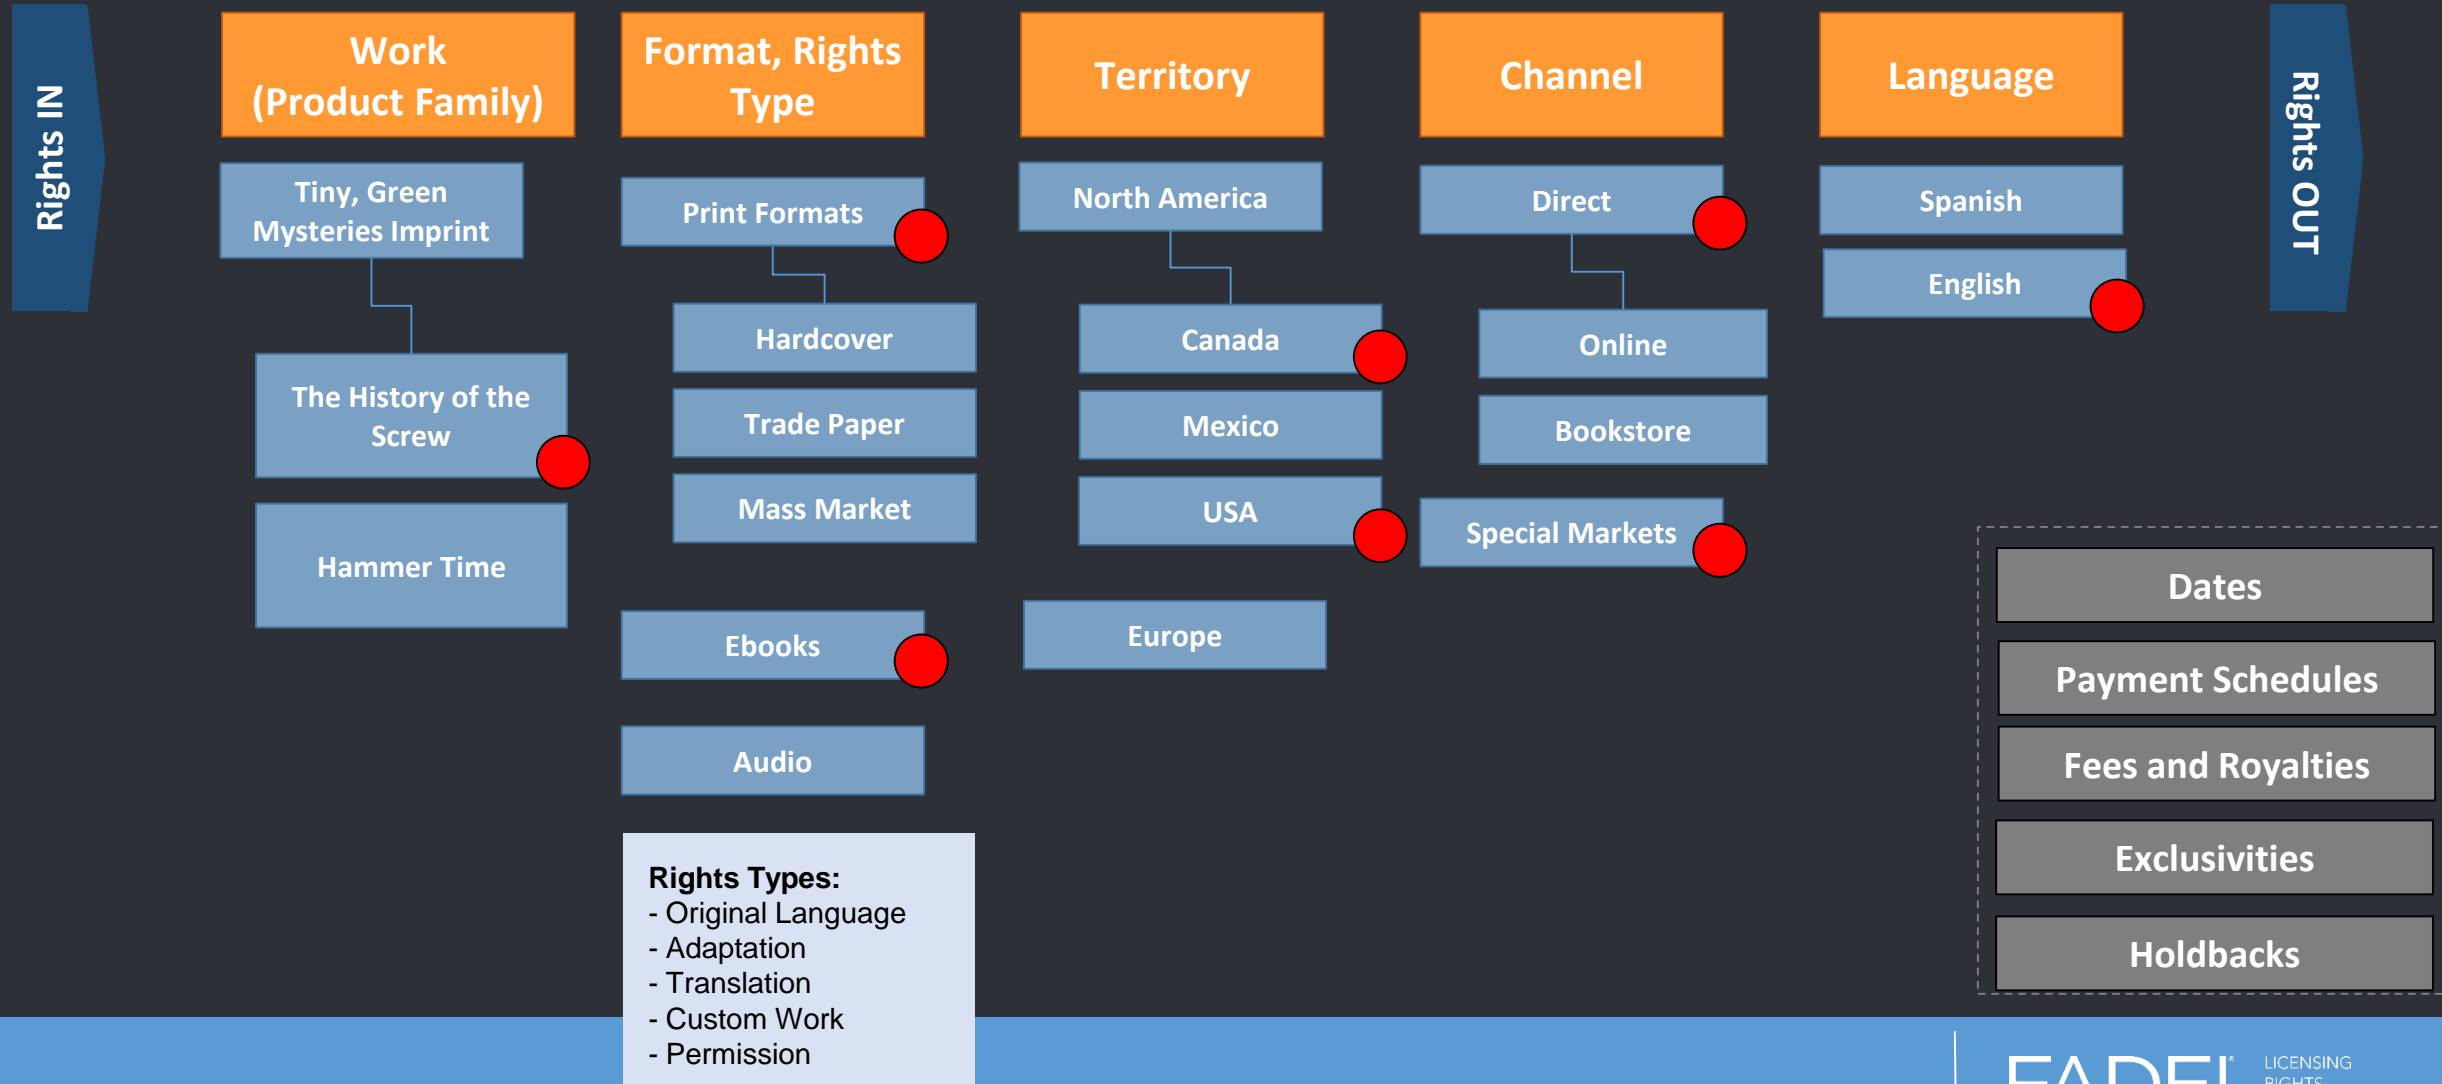 Rights IN
Work
(Product Family)
Format, Rights
Type
Territory
Channel
Language
Rights OUT
Tiny, Green
Mysteries Imprint
The History of the
Screw
Hammer Time
Print Formats
Hardcover
Trade Paper
Mass Market
Ebooks
Audio
Rights Types:
- Original Language
- Adaptation
- Translation
- Custom Work
- Permission
North America
Canada
Mexico
USA
Europe
Direct
Online
Bookstore
Special Markets
Spanish
English
Dates
Payment Schedules
Fees and Royalties
Exclusivities
Holdbacks
FADEL®
LICENSING
RIGHTS